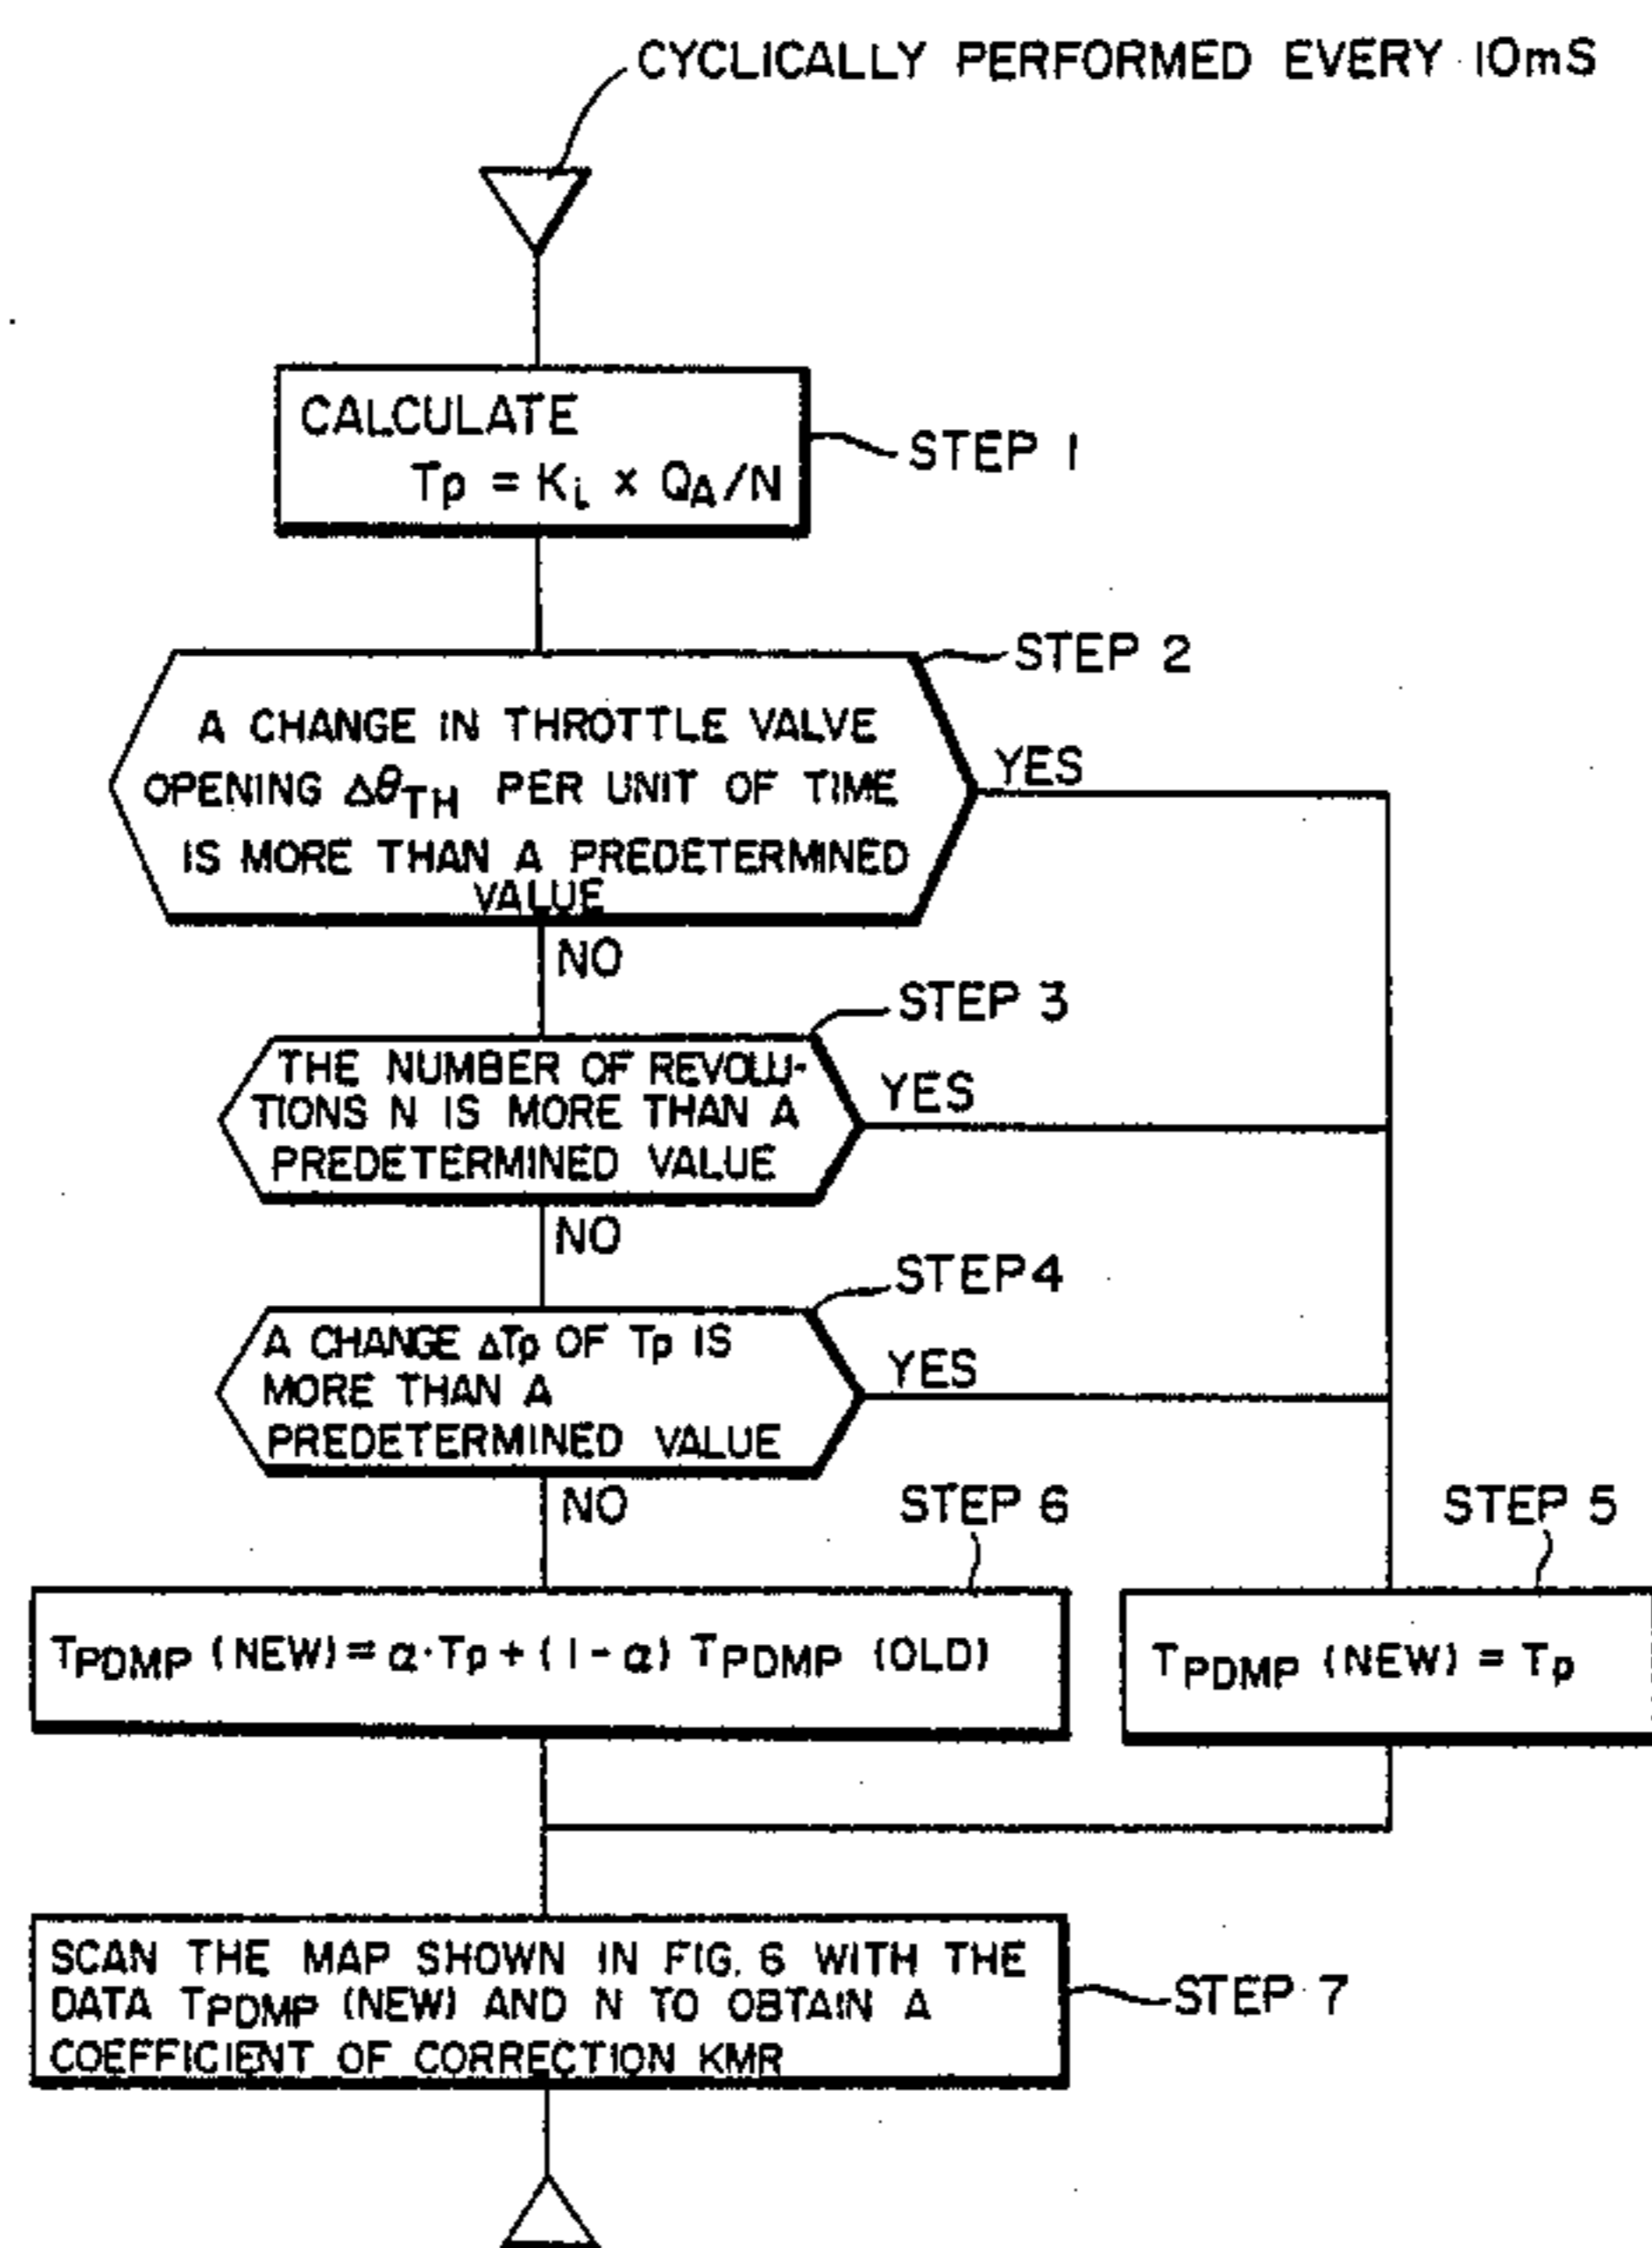 CYCLICALLY PERFORMED EVERY 10mS
CALCULATE
Tp = Ki × QA/N
STEP 1
STEP 2
A CHANGE IN THROTTLE VALVE
OPENING ΔθTH PER UNIT OF TIME
IS MORE THAN A PREDETERMINED
VALUE
YES
NO
STEP 3
THE NUMBER OF REVOLU-
TIONS N IS MORE THAN A
PREDETERMINED VALUE
YES
NO
STEP4
A CHANGE ΔTp OF Tp IS
MORE THAN A
PREDETERMINED VALUE
YES
NO
STEP 6
STEP 5
TPDMP (NEW) = α·Tp + (1-α) TPDMP (OLD)
TPDMP (NEW) = Tp
SCAN THE MAP SHOWN IN FIG. 6 WITH THE
DATA TPDMP (NEW) AND N TO OBTAIN A
COEFFICIENT OF CORRECTION KMR
STEP 7